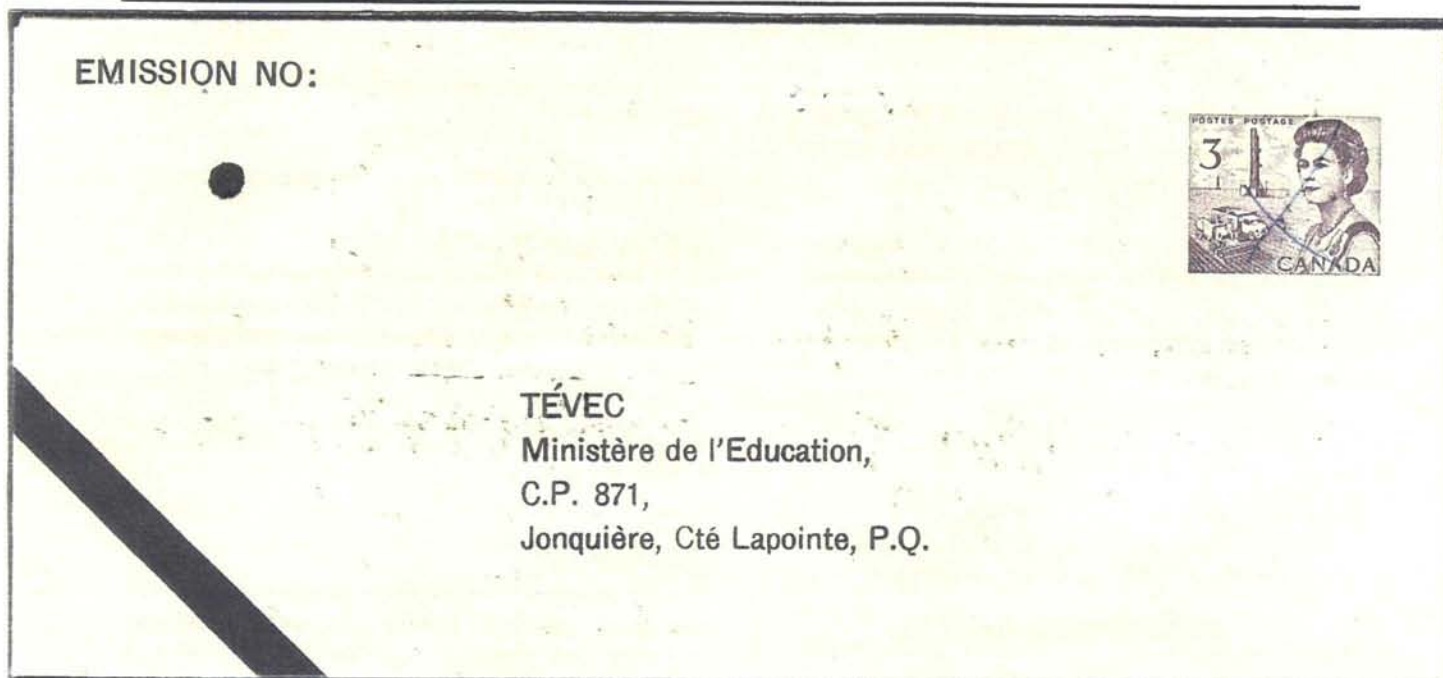 EMISSION NO:
POSTES POSTAGE
3
CANADA
TÉVEC
Ministère de l'Education,
C.P. 871,
Jonquière, Cté Lapointe, P.Q.